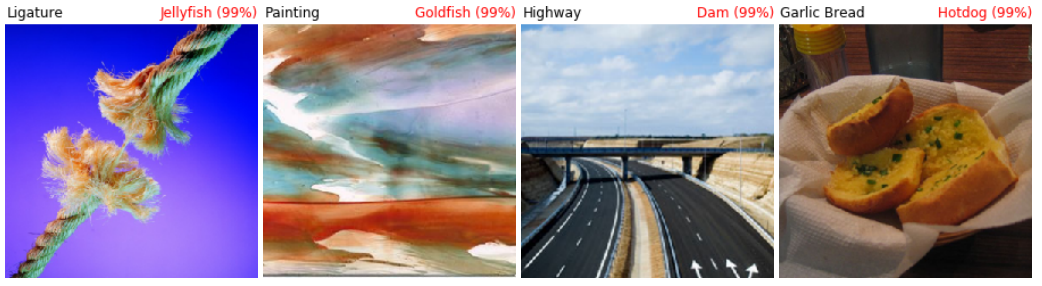 Ligature Jellyfish (99%)
Painting Goldfish (99%)
Highway Dam (99%)
Garlic Bread Hotdog (99%)